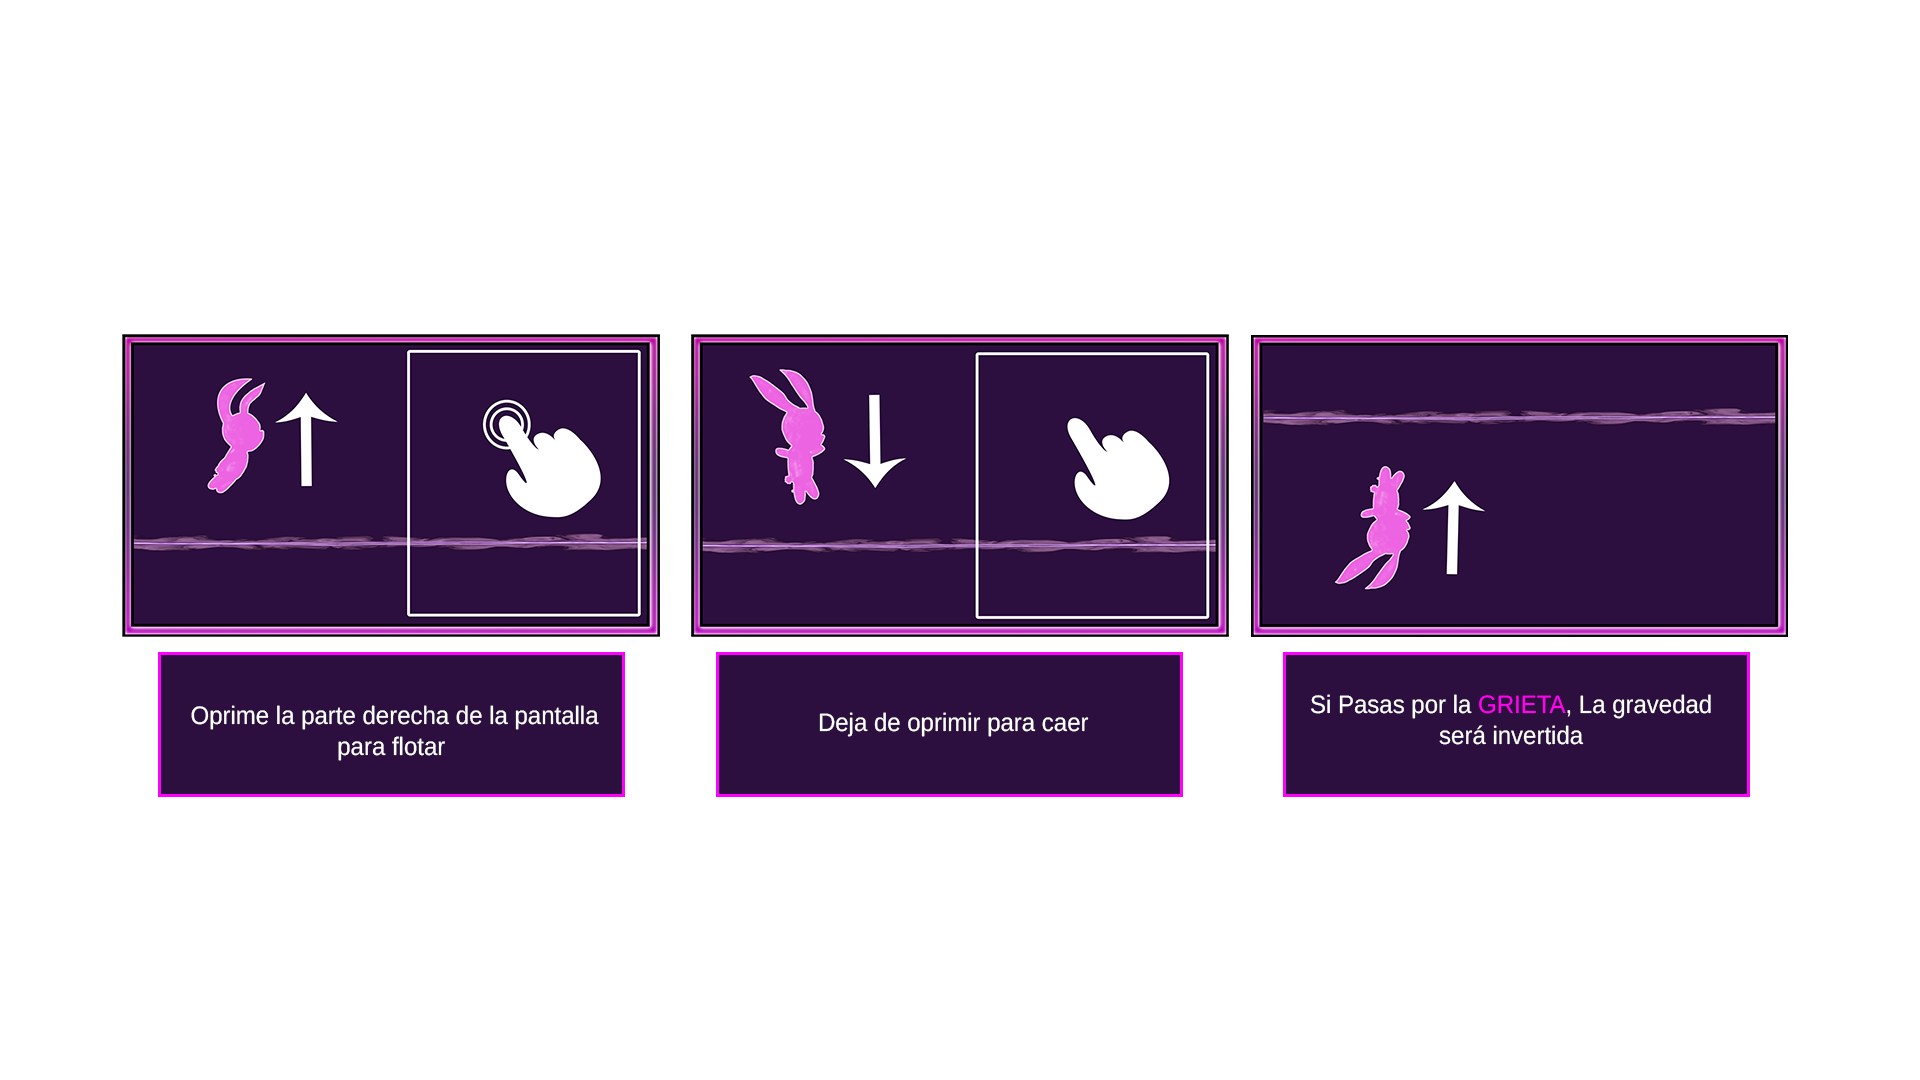 Oprime la parte derecha de la pantalla
para flotar
Deja de oprimir para caer
Si Pasas por la GRIETA, La gravedad
será invertida